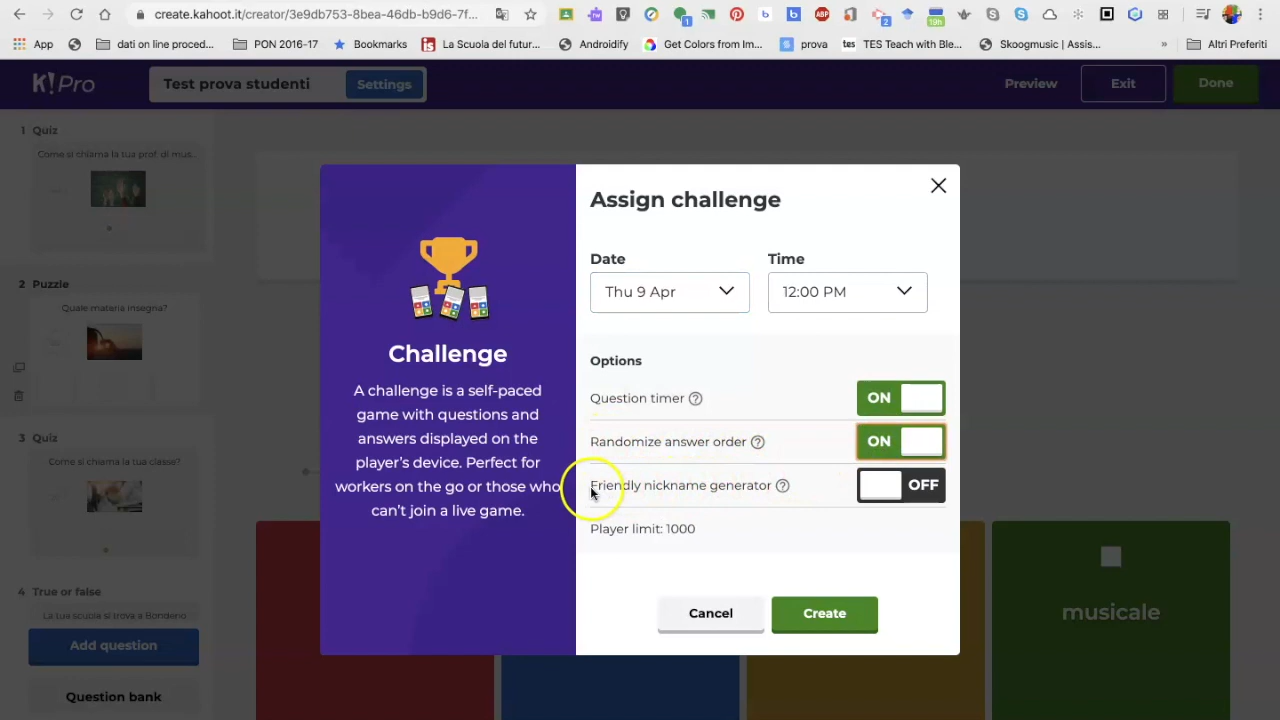 create.kahoot.it/creator/3e9db753-8bea-46db-b9d6-7f...
App
dati on line proced...
PON 2016-17
Bookmarks
La Scuola del futur...
Androidify
Get Colors from Im...
prova
TES Teach with Ble...
Skoogmusic | Assis...
»
Altri Preferiti
K! Pro
Test prova studenti
Settings
Preview
Exit
Done
1 Quiz
Come si chiama la tua prof. di mus...
2 Puzzle
Quale materia insegna?
3 Quiz
Come si chiama la tua classe?
4 True or false
La tua scuola si trova a Bondeno
Add question
Question bank
Challenge
A challenge is a self-paced
game with questions and
answers displayed on the
player's device. Perfect for
workers on the go or those who
can't join a live game.
Assign challenge
Date
Time
Thu 9 Apr
12:00 PM
Options
Question timer ?
ON
Randomize answer order ?
ON
Friendly nickname generator ?
OFF
Player limit: 1000
Cancel
Create
musicale